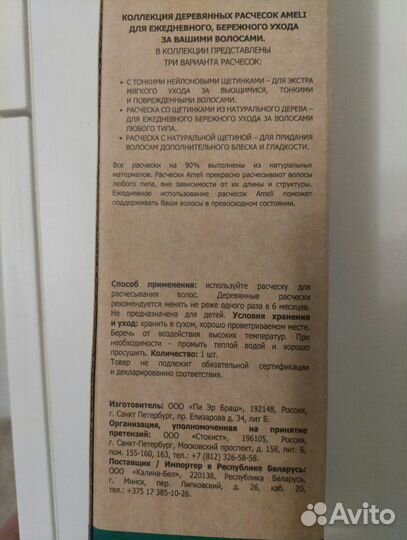 КОЛЛЕКЦИЯ ДЕРЕВЯННЫХ РАСЧЕСОК AMELI
ДЛЯ ЕЖЕДНЕВНОГО, БЕРЕЖНОГО УХОДА
ЗА ВАШИМИ ВОЛОСАМИ.
В КОЛЛЕКЦИИ ПРЕДСТАВЛЕНЫ
ТРИ ВАРИАНТА РАСЧЕСОК:
• С ТОНКИМИ НЕЙЛОНОВЫМИ ЩЕТИНКАМИ – ДЛЯ ЭКСТРА
МЯГКОГО УХОДА ЗА ВЬЮЩИМИСЯ, ТОНКИМИ
И ПОВРЕЖДЕННЫМИ ВОЛОСАМИ.
• РАСЧЕСКА СО ЩЕТИНКАМИ ИЗ НАТУРАЛЬНОГО ДЕРЕВА –
ДЛЯ ЕЖЕДНЕВНОГО БЕРЕЖНОГО УХОДА ЗА ВОЛОСАМИ
ЛЮБОГО ТИПА.
• РАСЧЕСКА С НАТУРАЛЬНОЙ ЩЕТИНОЙ – ДЛЯ ПРИДАНИЯ
ВОЛОСАМ ДОПОЛНИТЕЛЬНОГО БЛЕСКА И ГЛАДКОСТИ.
Все расчески на 90% выполнены из натуральных
материалов. Расчески Ameli прекрасно расчесывают волосы
любого типа, вне зависимости от их длины и структуры.
Ежедневное использование расчесок Ameli поможет
поддерживать Ваши волосы в превосходном состоянии.
Способ применения: используйте расческу для
расчесывания волос. Деревянные расчески
рекомендуется менять не реже одного раза в 6 месяцев.
Не предназначена для детей. Условия хранения
и уход: хранить в сухом, хорошо проветриваемом месте.
Беречь от воздействия высоких температур. При
необходимости - промыть теплой водой и хорошо
просушить. Количество: 1 шт.
Товар не подлежит обязательной сертификации
и декларированию соответствия.
Изготовитель: ООО «Пи Эр Браш», 192148, Россия,
г. Санкт Петербург, пр. Елизарова д. 34, лит Б.
Организация, уполномоченная на принятие
претензий: ООО «Стокист», 196105, Россия,
г. Санкт-Петербург, Московский проспект, д. 158, лит. Б,
пом. 155-160, 163, тел.: +7 (812) 326-58-58.
Поставщик / Импортер в Республике Беларусь:
ООО «Калина-Бел», 220138, Республика Беларусь,
г. Минск, пер. Липковский, д. 26, каб. 20,
тел.: +375 17 385-10-26.
Avito